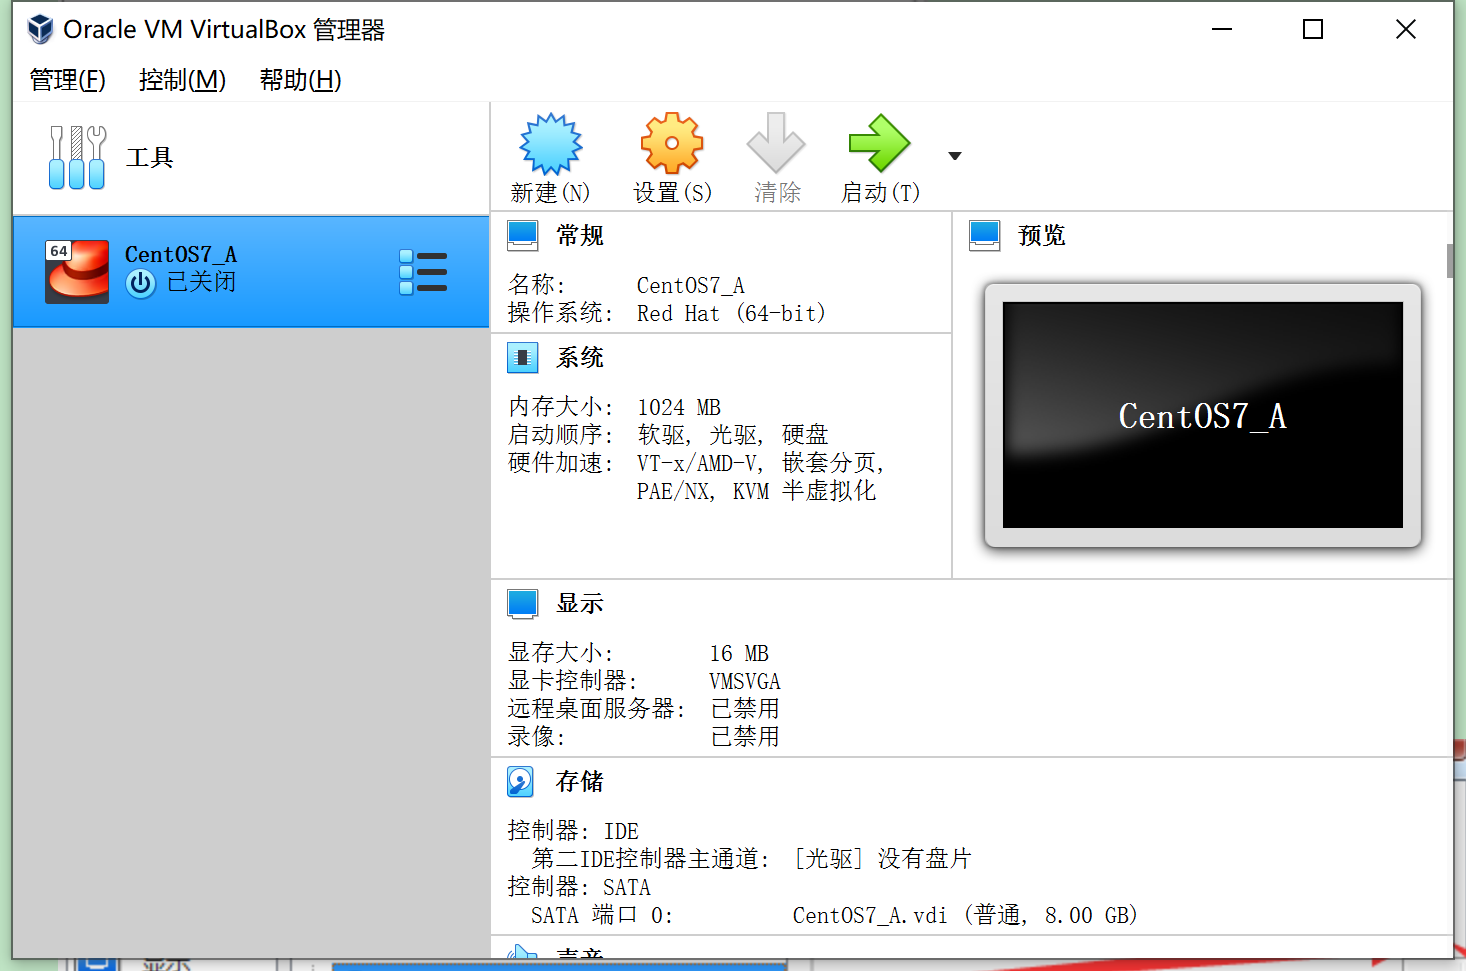 Oracle VM VirtualBox 管理器
管理(F) 控制(M) 帮助(H)
工具
新建(N) 设置(S) 清除 启动(T)
64
CentOS7_A
已关闭
常规
名称: CentOS7_A
操作系统: Red Hat (64-bit)
系统
内存大小: 1024 MB
启动顺序: 软驱, 光驱, 硬盘
硬件加速: VT-x/AMD-V, 嵌套分页,
PAE/NX, KVM 半虚拟化
预览
CentOS7_A
显示
显存大小: 16 MB
显卡控制器: VMSVGA
远程桌面服务器: 已禁用
录像: 已禁用
存储
控制器: IDE
第二IDE控制器主通道: [光驱] 没有盘片
控制器: SATA
SATA 端口 0: CentOS7_A.vdi (普通, 8.00 GB)
声音
显示